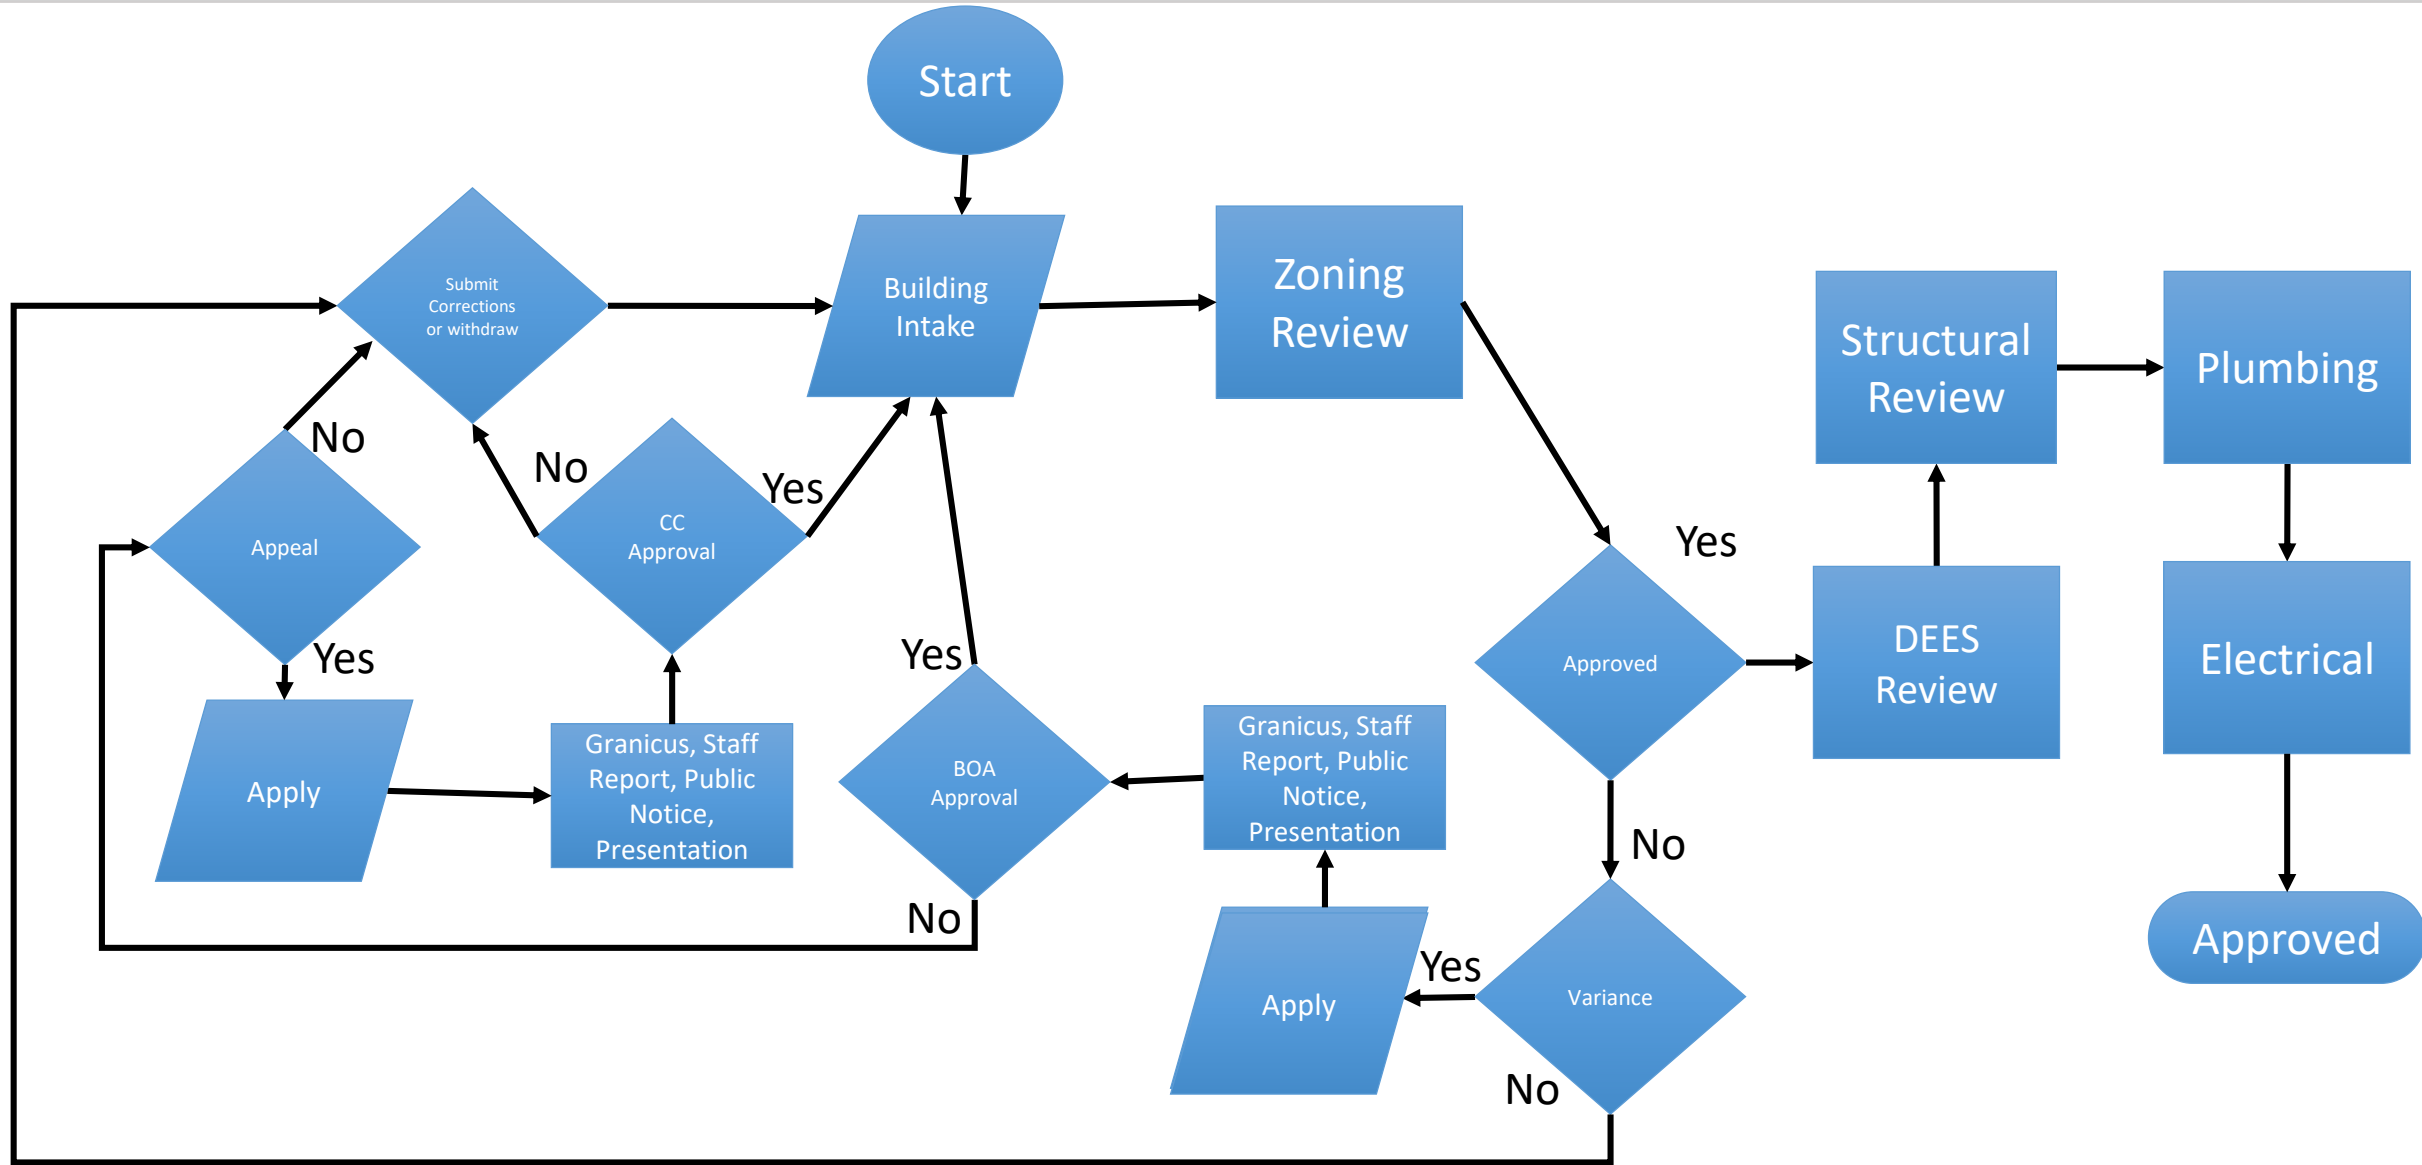 Start
Submit
Corrections
or withdraw
Building
Intake
Zoning
Review
Structural
Review
Plumbing
No
No
Yes
CC
Approval
Appeal
Yes
Yes
Yes
Approved
DEES
Review
Electrical
Apply
Granicus, Staff
Report, Public
Notice,
Presentation
BOA
Approval
Granicus, Staff
Report, Public
Notice,
Presentation
No
No
Approved
Yes
Apply
Variance
No